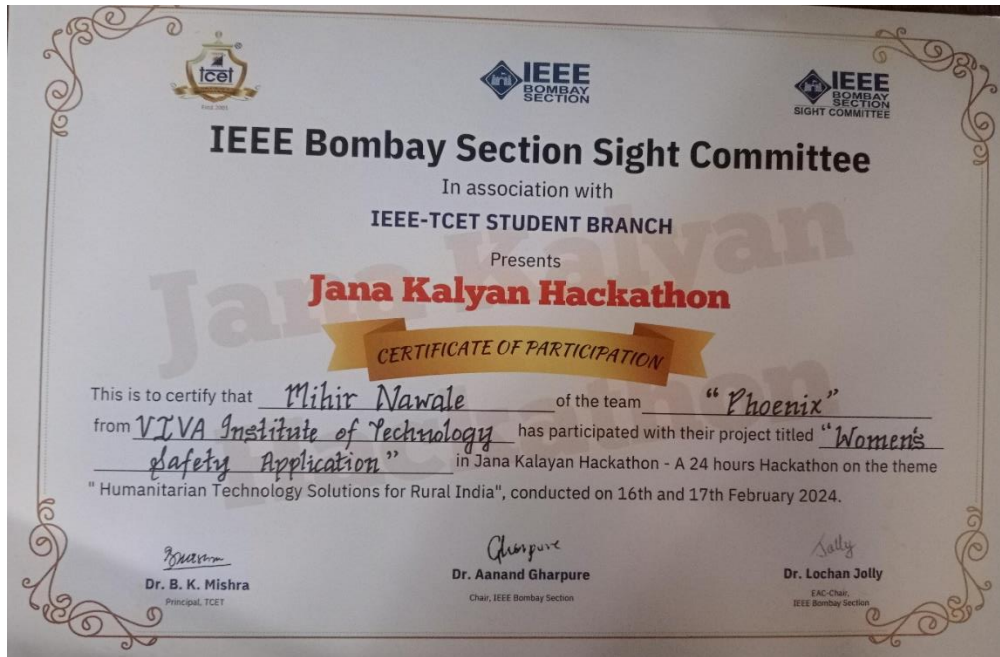 tcet
Estd. 2001
IEEE
BOMBAY
SECTION
IEEE
BOMBAY
SECTION
SIGHT COMMITTEE
IEEE Bombay Section Sight Committee
In association with
IEEE-TCET STUDENT BRANCH
Presents
Jana Kalyan Hackathon
Jana Kalyan Hackathon
CERTIFICATE OF PARTICIPATION
This is to certify that Mihir Nawale of the team "Phoenix"
from VIVA Institute of Technology has participated with their project titled "Women's
Safety Application" in Jana Kalayan Hackathon - A 24 hours Hackathon on the theme
" Humanitarian Technology Solutions for Rural India", conducted on 16th and 17th February 2024.
Gharpure
Jolly
Dr. B. K. Mishra
Principal, TCET
Dr. Aanand Gharpure
Chair, IEEE Bombay Section
Dr. Lochan Jolly
EAC-Chair,
IEEE Bombay Section